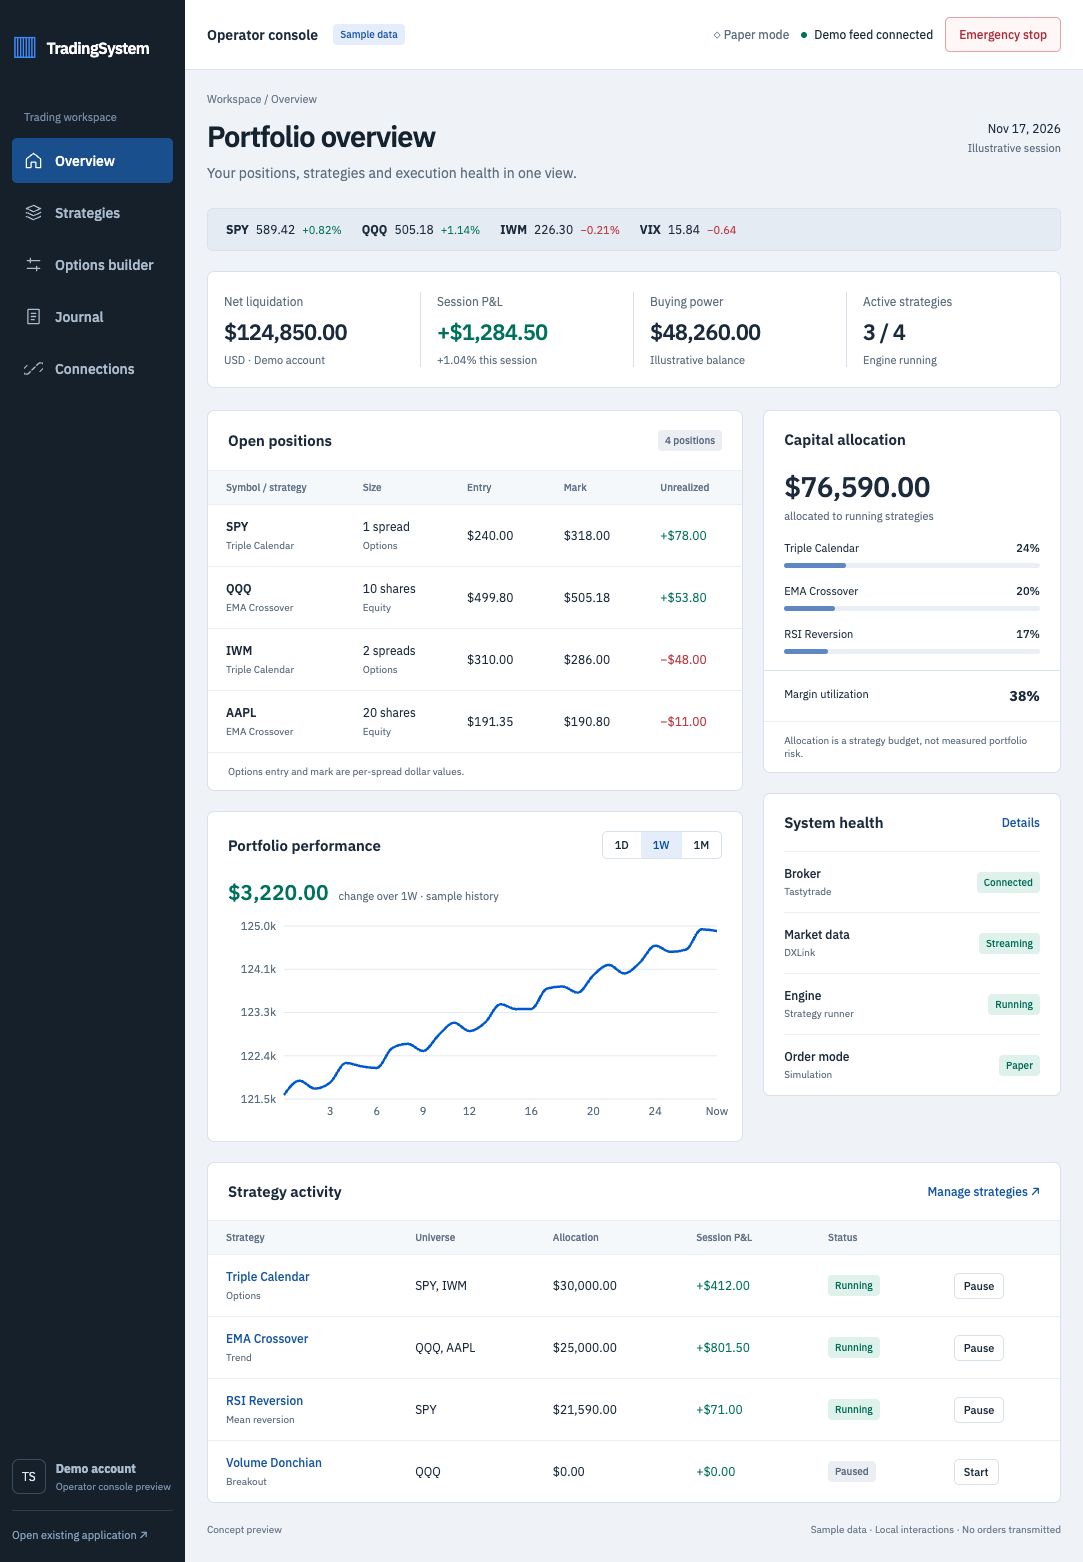 TradingSystem
Trading workspace
Overview
Strategies
Options builder
Journal
Connections
TS
Demo account
Operator console preview
Open existing application ↗
Operator console Sample data
◇ Paper mode ● Demo feed connected Emergency stop
Workspace / Overview
Portfolio overview
Your positions, strategies and execution health in one view.
Nov 17, 2026
Illustrative session
SPY 589.42 +0.82% QQQ 505.18 +1.14% IWM 226.30 −0.21% VIX 15.84 −0.64
Net liquidation
$124,850.00
USD · Demo account
Session P&L
+$1,284.50
+1.04% this session
Buying power
$48,260.00
Illustrative balance
Active strategies
3 / 4
Engine running
Open positions 4 positions
Symbol / strategy Size Entry Mark Unrealized
SPY 1 spread $240.00 $318.00 +$78.00
Triple Calendar Options
QQQ 10 shares $499.80 $505.18 +$53.80
EMA Crossover Equity
IWM 2 spreads $310.00 $286.00 −$48.00
Triple Calendar Options
AAPL 20 shares $191.35 $190.80 −$11.00
EMA Crossover Equity
Options entry and mark are per-spread dollar values.
Capital allocation
$76,590.00
allocated to running strategies
Triple Calendar 24%
EMA Crossover 20%
RSI Reversion 17%
Margin utilization 38%
Allocation is a strategy budget, not measured portfolio
risk.
Portfolio performance 1D 1W 1M
$3,220.00 change over 1W · sample history
125.0k
124.1k
123.3k
122.4k
121.5k
3 6 9 12 16 20 24 Now
System health Details
Broker
Tastytrade
Connected
Market data
DXLink
Streaming
Engine
Strategy runner
Running
Order mode
Simulation
Paper
Strategy activity Manage strategies ↗
Strategy Universe Allocation Session P&L Status
Triple Calendar SPY, IWM $30,000.00 +$412.00 Running Pause
Options
EMA Crossover QQQ, AAPL $25,000.00 +$801.50 Running Pause
Trend
RSI Reversion SPY $21,590.00 +$71.00 Running Pause
Mean reversion
Volume Donchian QQQ $0.00 +$0.00 Paused Start
Breakout
Concept preview
Sample data · Local interactions · No orders transmitted